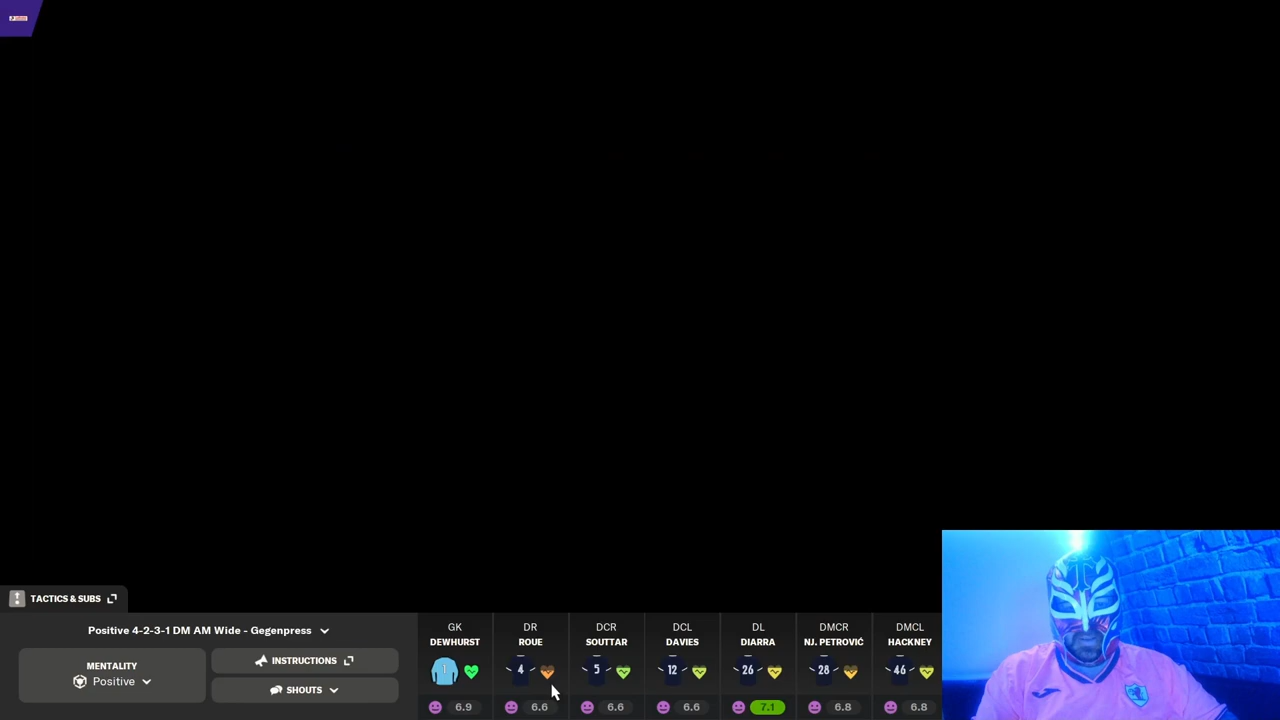 TACTICS & SUBS
Positive 4-2-3-1 DM AM Wide - Gegenpress
MENTALITY
Positive
INSTRUCTIONS
SHOUTS
GK DR DCR DCL DL DMCR DMCL
DEWHURST ROUE SOUTTAR DAVIES DIARRA NJ. PETROVIĆ HACKNEY
1 4 5 12 26 28 46
6.9 6.6 6.6 6.6 7.1 6.8 6.8